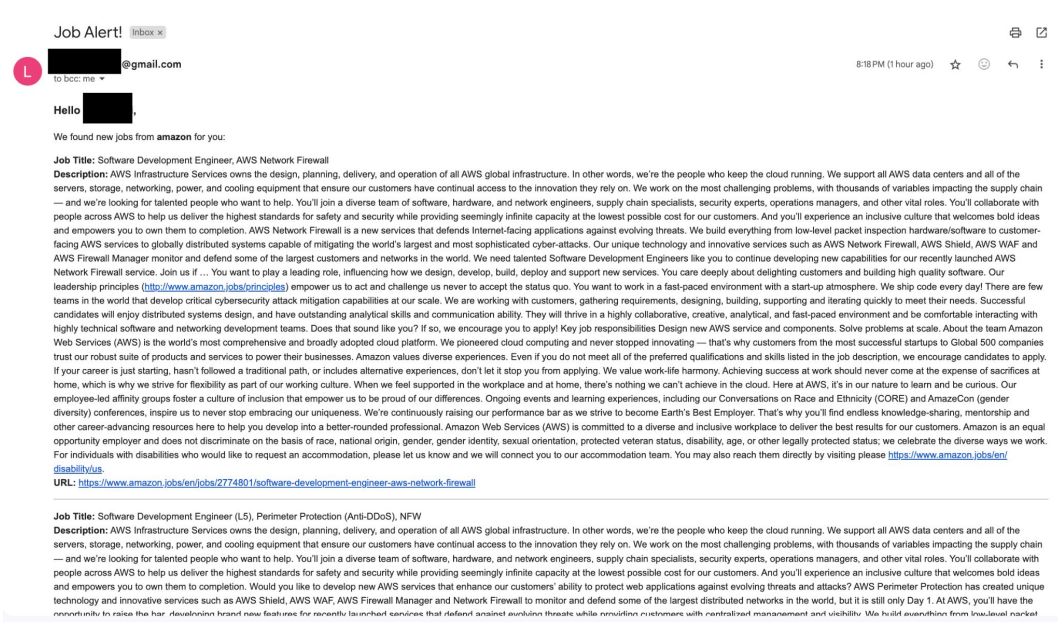 Job Alert! Inbox ×
L
@gmail.com
8:18 PM (1 hour ago)
to bcc: me
Hello ,
We found new jobs from amazon for you:
Job Title: Software Development Engineer, AWS Network Firewall
Description: AWS Infrastructure Services owns the design, planning, delivery, and operation of all AWS global infrastructure. In other words, we're the people who keep the cloud running. We support all AWS data centers and all of the
servers, storage, networking, power, and cooling equipment that ensure our customers have continual access to the innovation they rely on. We work on the most challenging problems, with thousands of variables impacting the supply chain
— and we're looking for talented people who want to help. You'll join a diverse team of software, hardware, and network engineers, supply chain specialists, security experts, operations managers, and other vital roles. You'll collaborate with
people across AWS to help us deliver the highest standards for safety and security while providing seemingly infinite capacity at the lowest possible cost for our customers. And you'll experience an inclusive culture that welcomes bold ideas
and empowers you to own them to completion. AWS Network Firewall is a new services that defends Internet-facing applications against evolving threats. We build everything from low-level packet inspection hardware/software to customer-
facing AWS services to globally distributed systems capable of mitigating the world's largest and most sophisticated cyber-attacks. Our unique technology and innovative services such as AWS Network Firewall, AWS Shield, AWS WAF and
AWS Firewall Manager monitor and defend some of the largest customers and networks in the world. We need talented Software Development Engineers like you to continue developing new capabilities for our recently launched AWS
Network Firewall service. Join us if … You want to play a leading role, influencing how we design, develop, build, deploy and support new services. You care deeply about delighting customers and building high quality software. Our
leadership principles (http://www.amazon.jobs/principles) empower us to act and challenge us never to accept the status quo. You want to work in a fast-paced environment with a start-up atmosphere. We ship code every day! There are few
teams in the world that develop critical cybersecurity attack mitigation capabilities at our scale. We are working with customers, gathering requirements, designing, building, supporting and iterating quickly to meet their needs. Successful
candidates will enjoy distributed systems design, and have outstanding analytical skills and communication ability. They will thrive in a highly collaborative, creative, analytical, and fast-paced environment and be comfortable interacting with
highly technical software and networking development teams. Does that sound like you? If so, we encourage you to apply! Key job responsibilities Design new AWS service and components. Solve problems at scale. About the team Amazon
Web Services (AWS) is the world's most comprehensive and broadly adopted cloud platform. We pioneered cloud computing and never stopped innovating — that's why customers from the most successful startups to Global 500 companies
trust our robust suite of products and services to power their businesses. Amazon values diverse experiences. Even if you do not meet all of the preferred qualifications and skills listed in the job description, we encourage candidates to apply.
If your career is just starting, hasn't followed a traditional path, or includes alternative experiences, don't let it stop you from applying. We value work-life harmony. Achieving success at work should never come at the expense of sacrifices at
home, which is why we strive for flexibility as part of our working culture. When we feel supported in the workplace and at home, there's nothing we can't achieve in the cloud. Here at AWS, it's in our nature to learn and be curious. Our
employee-led affinity groups foster a culture of inclusion that empower us to be proud of our differences. Ongoing events and learning experiences, including our Conversations on Race and Ethnicity (CORE) and AmazeCon (gender
diversity) conferences, inspire us to never stop embracing our uniqueness. We're continuously raising our performance bar as we strive to become Earth's Best Employer. That's why you'll find endless knowledge-sharing, mentorship and
other career-advancing resources here to help you develop into a better-rounded professional. Amazon Web Services (AWS) is committed to a diverse and inclusive workplace to deliver the best results for our customers. Amazon is an equal
opportunity employer and does not discriminate on the basis of race, national origin, gender, gender identity, sexual orientation, protected veteran status, disability, age, or other legally protected status; we celebrate the diverse ways we work.
For individuals with disabilities who would like to request an accommodation, please let us know and we will connect you to our accommodation team. You may also reach them directly by visiting please https://www.amazon.jobs/en/
disability/us.
URL: https://www.amazon.jobs/en/jobs/2774801/software-development-engineer-aws-network-firewall
Job Title: Software Development Engineer (L5), Perimeter Protection (Anti-DDoS), NFW
Description: AWS Infrastructure Services owns the design, planning, delivery, and operation of all AWS global infrastructure. In other words, we're the people who keep the cloud running. We support all AWS data centers and all of the
servers, storage, networking, power, and cooling equipment that ensure our customers have continual access to the innovation they rely on. We work on the most challenging problems, with thousands of variables impacting the supply chain
— and we're looking for talented people who want to help. You'll join a diverse team of software, hardware, and network engineers, supply chain specialists, security experts, operations managers, and other vital roles. You'll collaborate with
people across AWS to help us deliver the highest standards for safety and security while providing seemingly infinite capacity at the lowest possible cost for our customers. And you'll experience an inclusive culture that welcomes bold ideas
and empowers you to own them to completion. Would you like to develop new AWS services that enhance our customers' ability to protect web applications against evolving threats and attacks? AWS Perimeter Protection has created unique
technology and innovative services such as AWS Shield, AWS WAF, AWS Firewall Manager and Network Firewall to monitor and defend some of the largest distributed networks in the world, but it is still only Day 1. At AWS, you'll have the
opportunity to raise the bar, developing brand new features for recently launched services that defend against evolving threats while providing customers with centralized management and visibility. We build everything from low-level packet